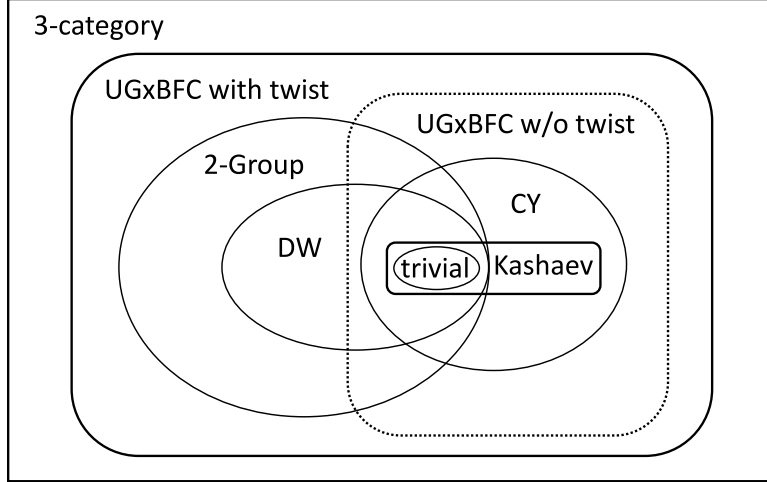 3-category
UGxBFC with twist
UGxBFC w/o twist
2-Group
CY
DW
trivial
Kashaev